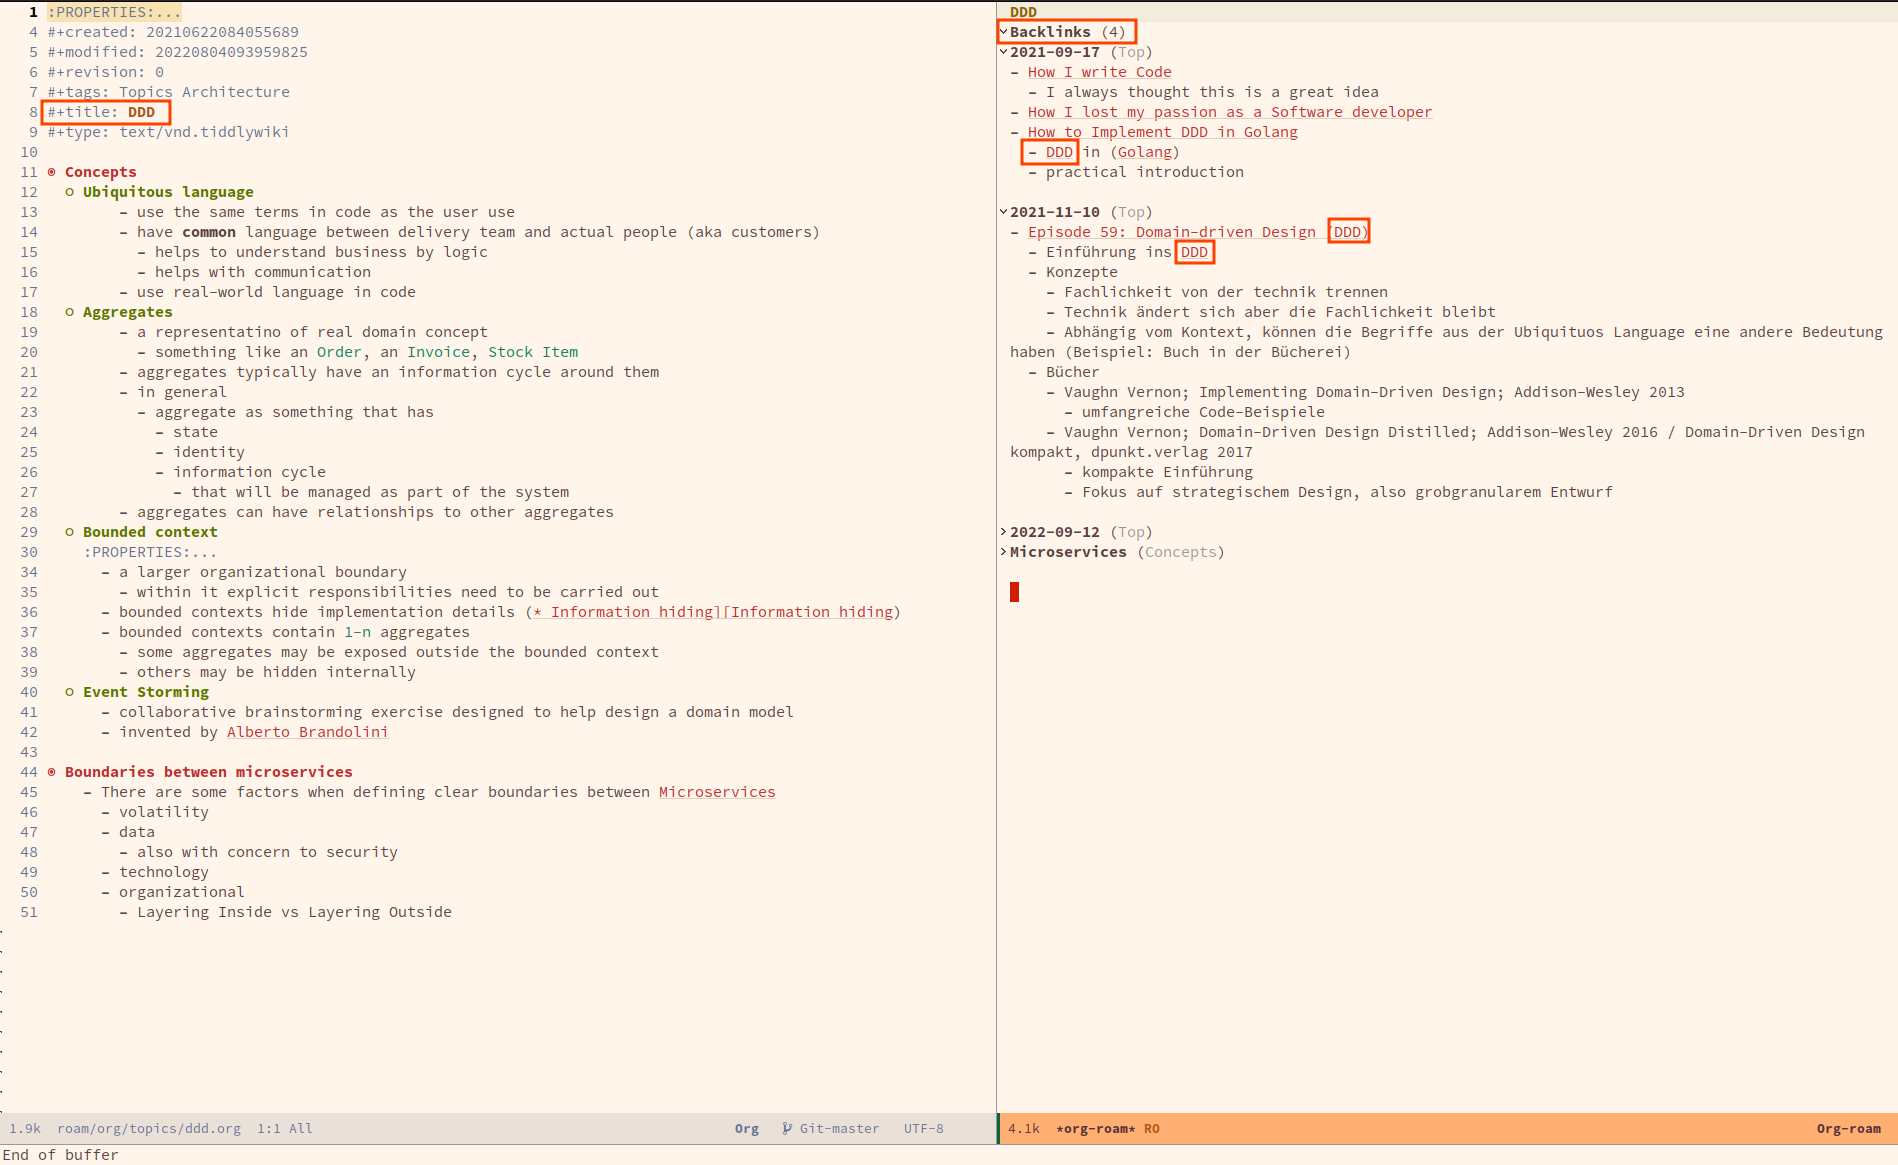 1 :PROPERTIES:...
4 #+created: 20210622084055689
5 #+modified: 20220804093959825
6 #+revision: 0
7 #+tags: Topics Architecture
8 #+title: DDD
9 #+type: text/vnd.tiddlywiki
10
11 Concepts
12 Ubiquitous language
13 - use the same terms in code as the user use
14 - have common language between delivery team and actual people (aka customers)
15 - helps to understand business by logic
16 - helps with communication
17 - use real-world language in code
18 Aggregates
19 - a representatino of real domain concept
20 - something like an Order, an Invoice, Stock Item
21 - aggregates typically have an information cycle around them
22 - in general
23 - aggregate as something that has
24 - state
25 - identity
26 - information cycle
27 - that will be managed as part of the system
28 - aggregates can have relationships to other aggregates
29 Bounded context
30 :PROPERTIES:...
34 - a larger organizational boundary
35 - within it explicit responsibilities need to be carried out
36 - bounded contexts hide implementation details (* Information hiding][Information hiding)
37 - bounded contexts contain 1-n aggregates
38 - some aggregates may be exposed outside the bounded context
39 - others may be hidden internally
40 Event Storming
41 - collaborative brainstorming exercise designed to help design a domain model
42 - invented by Alberto Brandolini
43
44 Boundaries between microservices
45 - There are some factors when defining clear boundaries between Microservices
46 - volatility
47 - data
48 - also with concern to security
49 - technology
50 - organizational
51 - Layering Inside vs Layering Outside
1.9k roam/org/topics/ddd.org 1:1 All Org Git-master UTF-8
DDD
Backlinks (4)
2021-09-17 (Top)
- How I write Code
- I always thought this is a great idea
- How I lost my passion as a Software developer
- How to Implement DDD in Golang
- DDD in (Golang)
- practical introduction
2021-11-10 (Top)
- Episode 59: Domain-driven Design (DDD)
- Einführung ins DDD
- Konzepte
- Fachlichkeit von der technik trennen
- Technik ändert sich aber die Fachlichkeit bleibt
- Abhängig vom Kontext, können die Begriffe aus der Ubiquituos Language eine andere Bedeutung
haben (Beispiel: Buch in der Bücherei)
- Bücher
- Vaughn Vernon; Implementing Domain-Driven Design; Addison-Wesley 2013
- umfangreiche Code-Beispiele
- Vaughn Vernon; Domain-Driven Design Distilled; Addison-Wesley 2016 / Domain-Driven Design
kompakt, dpunkt.verlag 2017
- kompakte Einführung
- Fokus auf strategischem Design, also grobgranularem Entwurf
2022-09-12 (Top)
Microservices (Concepts)
4.1k *org-roam* RO Org-roam
End of buffer